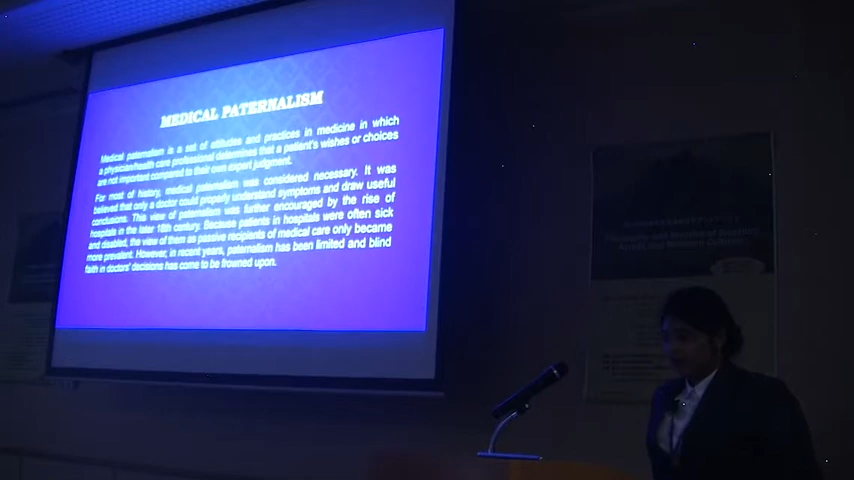 MEDICAL PATERNALISM
Medical paternalism is a set of attitudes and practices in medicine in which
a physician/health care professional determines that a patient's wishes or choices
are not important compared to their own expert judgment.
For most of history, medical paternalism was considered necessary. It was
believed that only a doctor could properly understand symptoms and draw useful
conclusions. This view of paternalism was further encouraged by the rise of
hospitals in the later 18th century. Because patients in hospitals were often sick
and disabled, the view of them as passive recipients of medical care only became
more prevalent. However, in recent years, paternalism has been limited and blind
faith in doctors' decisions has come to be frowned upon.